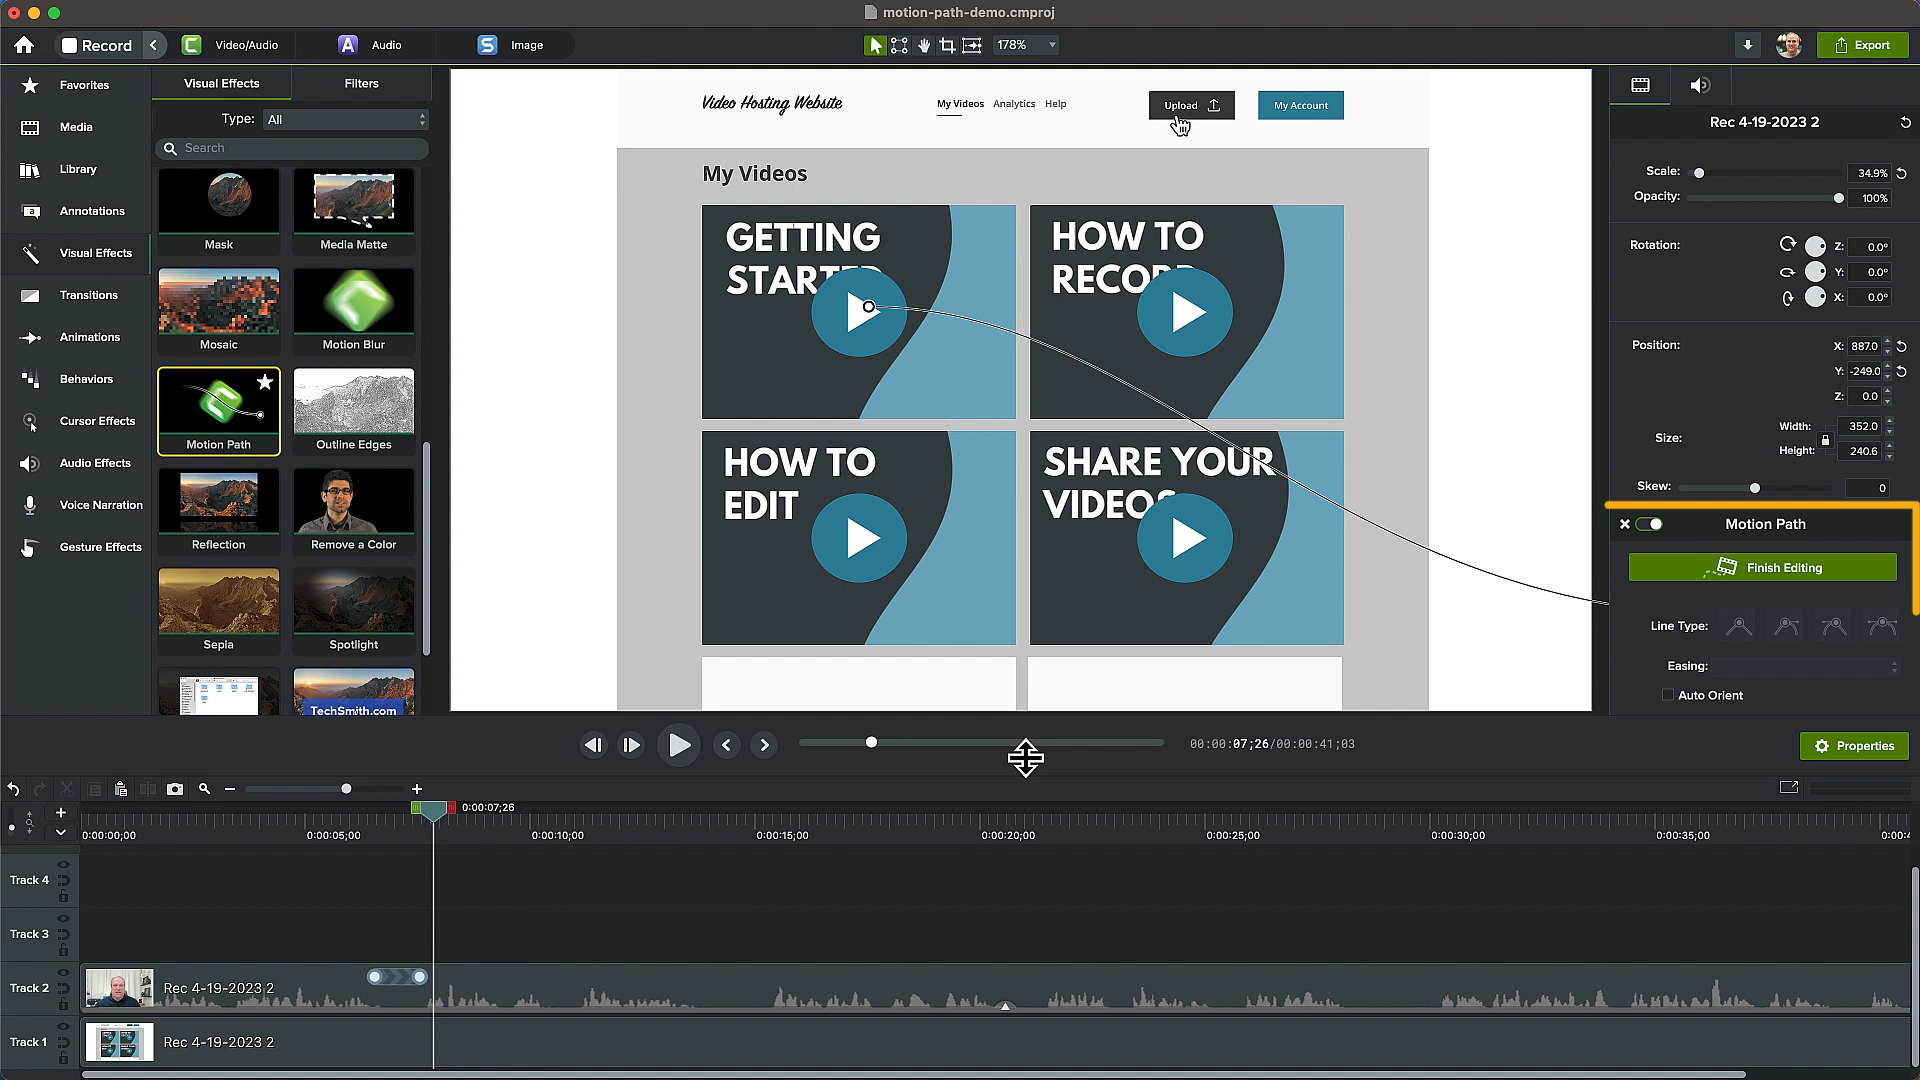 motion-path-demo.cmproj
Record
Video/Audio
Audio
Image
178%
Export
Favorites
Media
Library
Annotations
Visual Effects
Transitions
Animations
Behaviors
Cursor Effects
Audio Effects
Voice Narration
Gesture Effects
Visual Effects
Filters
Type: All
Search
Mask
Media Matte
Mosaic
Motion Blur
Motion Path
Outline Edges
Reflection
Remove a Color
Sepia
Spotlight
TechSmith.com
Video Hosting Website
My Videos
Analytics
Help
Upload
My Account
My Videos
GETTING
STARTED
HOW TO
RECORD
HOW TO
EDIT
SHARE YOUR
VIDEOS
Rec 4-19-2023 2
Scale: 34.9%
Opacity: 100%
Rotation: Z: 0.0°
Y: 0.0°
X: 0.0°
Position: X: 887.0
Y: -249.0
Z: 0.0
Size: Width: 352.0
Height: 240.6
Skew: 0
Motion Path
Finish Editing
Line Type:
Easing:
Auto Orient
00:00:07;26/00:00:41;03
Properties
0:00:07;26
0:00:00;00
0:00:05;00
0:00:10;00
0:00:15;00
0:00:20;00
0:00:25;00
0:00:30;00
0:00:35;00
0:00:4
Track 4
Track 3
Track 2
Rec 4-19-2023 2
Track 1
Rec 4-19-2023 2